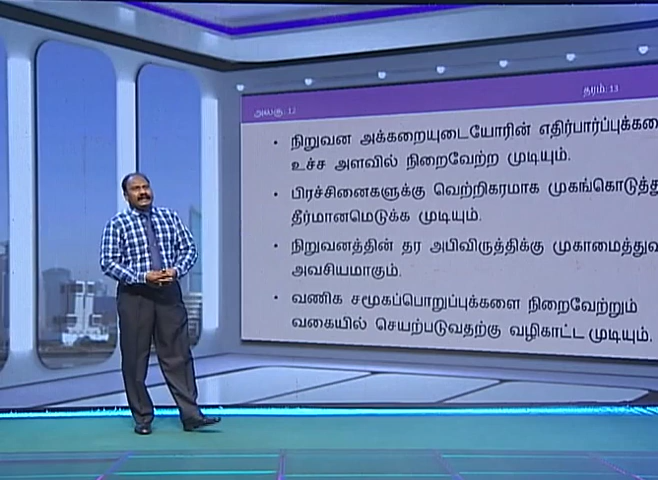 அலகு: 12
தரம்: 13
• நிறுவன அக்கறையுடையோரின் எதிர்பார்ப்புக்களை
உச்ச அளவில் நிறைவேற்ற முடியும்.
• பிரச்சினைகளுக்கு வெற்றிகரமாக முகங்கொடுத்து
தீர்மானமெடுக்க முடியும்.
• நிறுவனத்தின் தர அபிவிருத்திக்கு
அவசியமாகும்.
• வணிக சமூகப்பொறுப்புக்களை நிறைவேற்றும்
வகையில் செயற்படுவதற்கு வழிகாட்ட முடியும்.